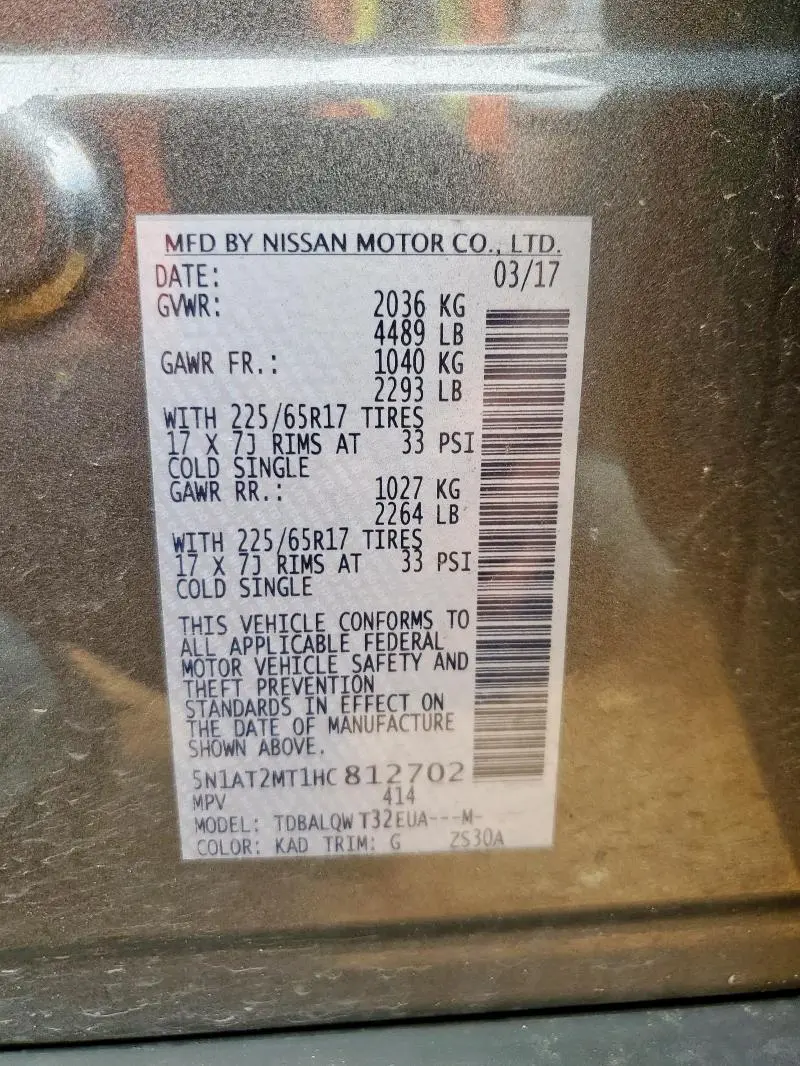 MFD BY NISSAN MOTOR CO., LTD.
DATE: 03/17
GVWR: 2036 KG
4489 LB
GAWR FR.: 1040 KG
2293 LB
WITH 225/65R17 TIRES
17 X 7J RIMS AT 33 PSI
COLD SINGLE
GAWR RR.: 1027 KG
2264 LB
WITH 225/65R17 TIRES
17 X 7J RIMS AT 33 PSI
COLD SINGLE
THIS VEHICLE CONFORMS TO
ALL APPLICABLE FEDERAL
MOTOR VEHICLE SAFETY AND
THEFT PREVENTION
STANDARDS IN EFFECT ON
THE DATE OF MANUFACTURE
SHOWN ABOVE.
5N1AT2MT1HC812702
MPV 414
MODEL: TDBALQW T32EUA---M-
COLOR: KAD TRIM: G ZS30A